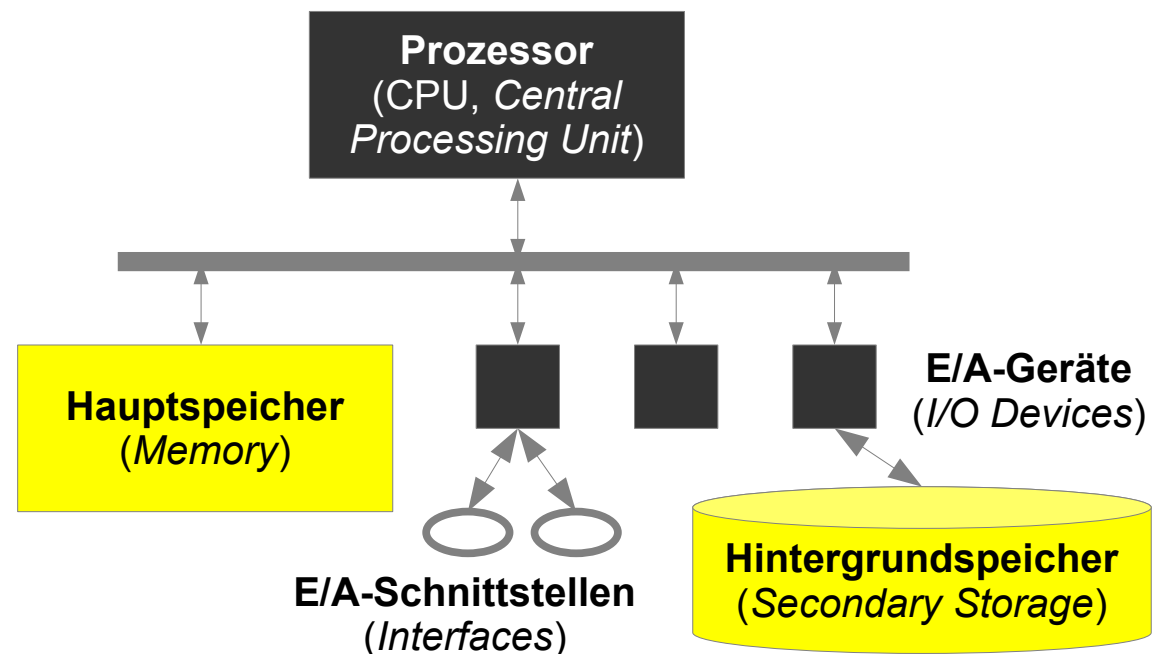 Prozessor
(CPU, Central
Processing Unit)
Hauptspeicher
(Memory)
E/A-Geräte
(I/O Devices)
E/A-Schnittstellen
(Interfaces)
Hintergrundspeicher
(Secondary Storage)